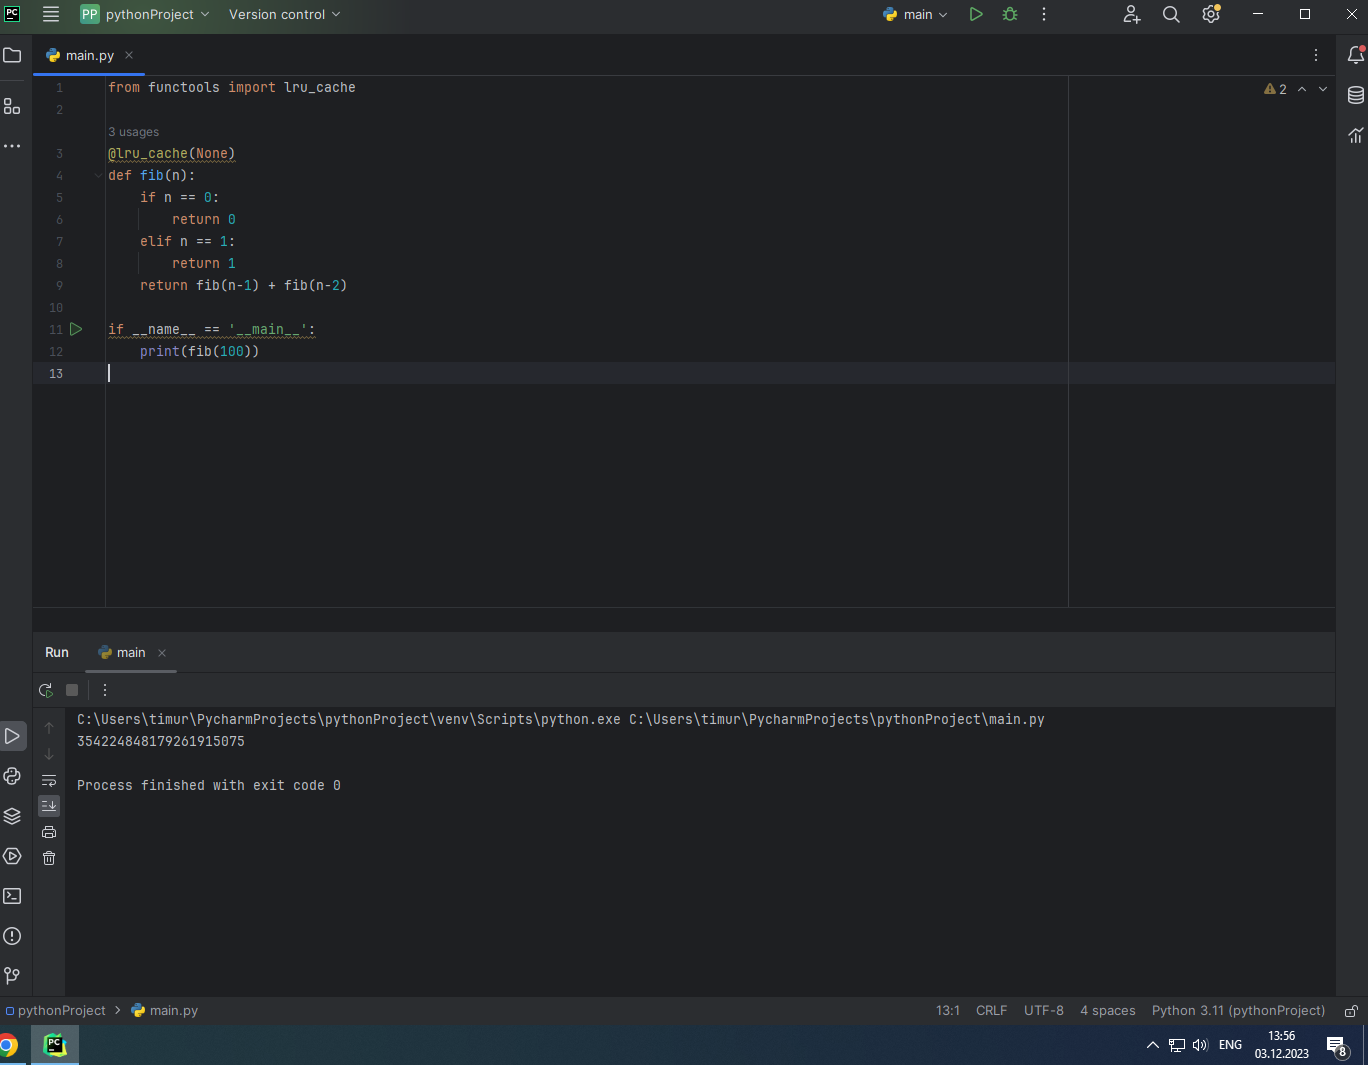 PC PP pythonProject Version control main
main.py
2
1 from functools import lru_cache
2
3 usages
3 @lru_cache(None)
4 def fib(n):
5 if n == 0:
6 return 0
7 elif n == 1:
8 return 1
9 return fib(n-1) + fib(n-2)
10
11 if __name__ == '__main__':
12 print(fib(100))
13
Run main
C:\Users\timur\PycharmProjects\pythonProject\venv\Scripts\python.exe C:\Users\timur\PycharmProjects\pythonProject\main.py
354224848179261915075
Process finished with exit code 0
pythonProject main.py 13:1 CRLF UTF-8 4 spaces Python 3.11 (pythonProject)
PC ENG 13:56
03.12.2023 8